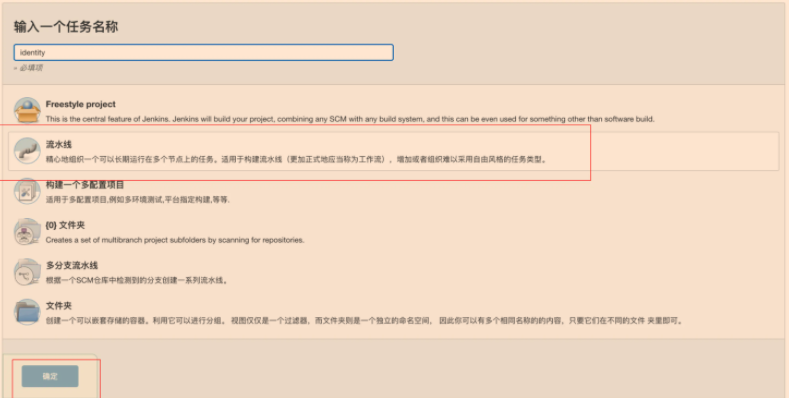 输入一个任务名称
identity
» 必填项
Freestyle project
This is the central feature of Jenkins. Jenkins will build your project, combining any SCM with any build system, and this can be even used for something other than software build.
流水线
精心地组织一个可以长期运行在多个节点上的任务。适用于构建流水线（更加正式地应当称为工作流），增加或者组织难以采用自由风格的任务类型。
构建一个多配置项目
适用于多配置项目,例如多环境测试,平台指定构建,等等.
{0} 文件夹
Creates a set of multibranch project subfolders by scanning for repositories.
多分支流水线
根据一个SCM仓库中检测到的分支创建一系列流水线。
文件夹
创建一个可以嵌套存储的容器。利用它可以进行分组。 视图仅仅是一个过滤器，而文件夹则是一个独立的命名空间， 因此你可以有多个相同名称的的内容，只要它们在不同的文件 夹里即可。
确定